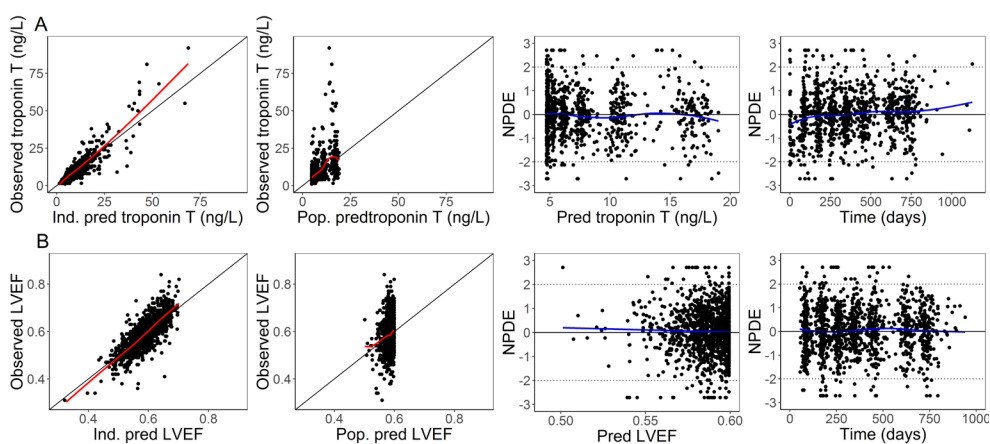 A
Observed troponin T (ng/L)
75
50
25
0
0 25 50 75
Ind. pred troponin T (ng/L)
Observed troponin T (ng/L)
75
50
25
0
0 25 50 75
Pop. predtroponin T (ng/L)
NPDE
3
2
1
0
-1
-2
-3
5 10 15 20
Pred troponin T (ng/L)
NPDE
3
2
1
0
-1
-2
-3
0 250 500 750 1000
Time (days)
B
Observed LVEF
0.8
0.6
0.4
0.4 0.6 0.8
Ind. pred LVEF
Observed LVEF
0.8
0.6
0.4
0.4 0.6 0.8
Pop. pred LVEF
NPDE
3
2
1
0
-1
-2
-3
0.50 0.55 0.60
Pred LVEF
NPDE
3
2
1
0
-1
-2
-3
0 250 500 750 1000
Time (days)